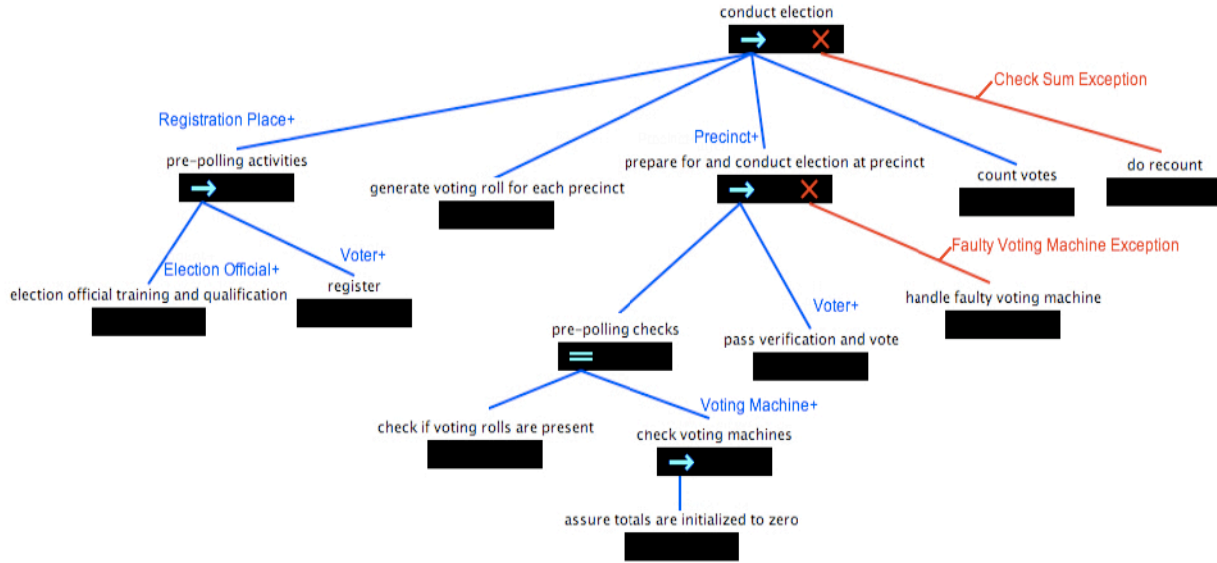 conduct election
Check Sum Exception
Registration Place+
Precinct+
pre-polling activities
generate voting roll for each precinct
prepare for and conduct election at precinct
count votes
do recount
Election Official+
Voter+
Faulty Voting Machine Exception
election official training and qualification
register
handle faulty voting machine
Voter+
pre-polling checks
pass verification and vote
Voting Machine+
check if voting rolls are present
check voting machines
assure totals are initialized to zero